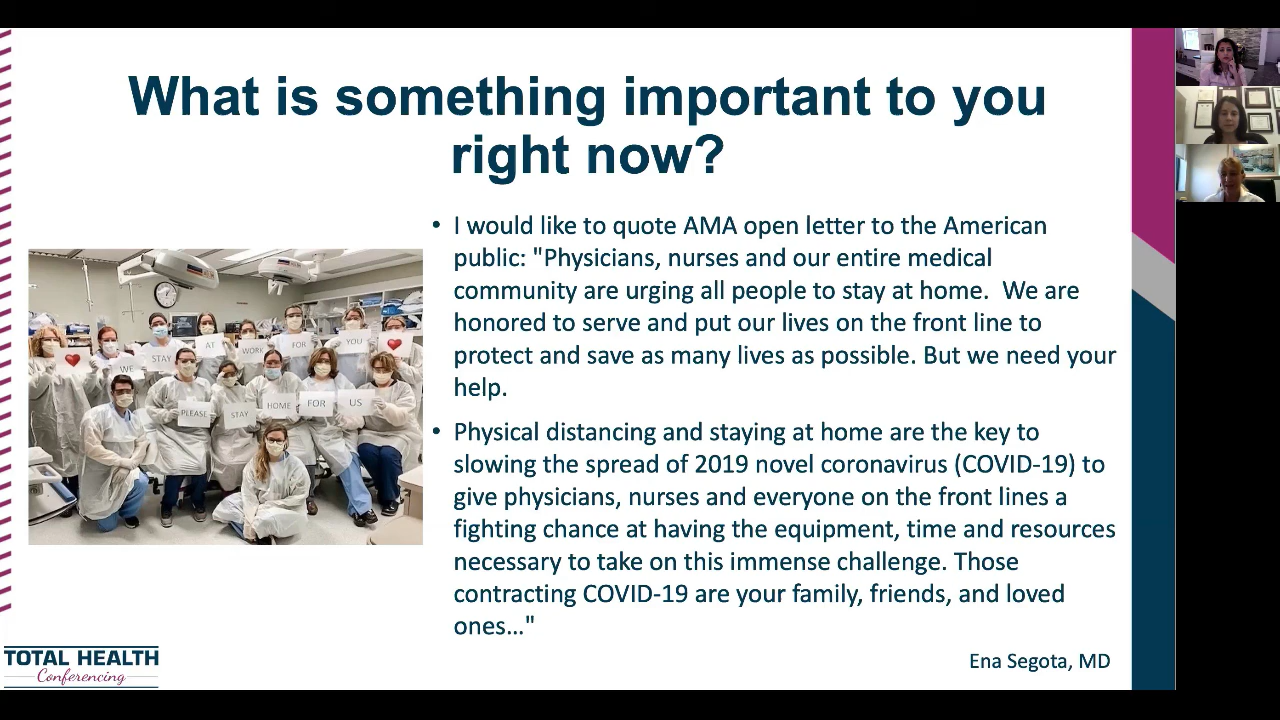 What is something important to you
right now?
• I would like to quote AMA open letter to the American
public: "Physicians, nurses and our entire medical
community are urging all people to stay at home.  We are
honored to serve and put our lives on the front line to
protect and save as many lives as possible. But we need your
help.
• Physical distancing and staying at home are the key to
slowing the spread of 2019 novel coronavirus (COVID-19) to
give physicians, nurses and everyone on the front lines a
fighting chance at having the equipment, time and resources
necessary to take on this immense challenge. Those
contracting COVID-19 are your family, friends, and loved
ones..."
WE STAY AT WORK FOR YOU
PLEASE STAY HOME FOR US
TOTAL HEALTH
Conferencing
Ena Segota, MD